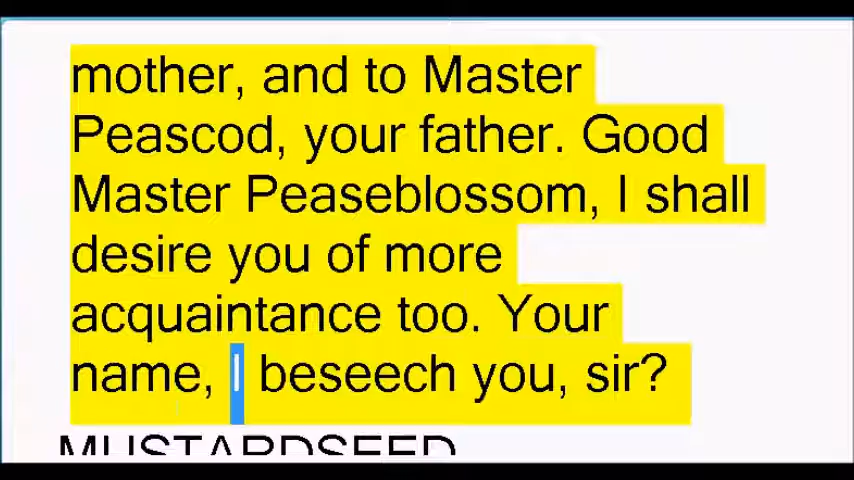 mother, and to Master
Peascod, your father. Good
Master Peaseblossom, I shall
desire you of more
acquaintance too. Your
name, I beseech you, sir?
MUSTARDSEED